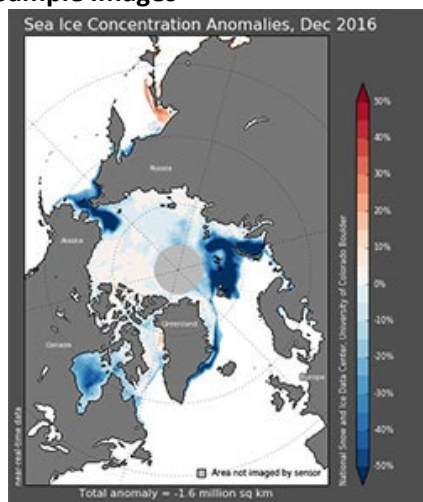 Sample Images
Sea Ice Concentration Anomalies, Dec 2016
Russia
Alaska
Greenland
Canada
Europe
50%
40%
30%
20%
10%
0%
-10%
-20%
-30%
-40%
-50%
National Snow and Ice Data Center, University of Colorado Boulder
near-real-time data
Area not imaged by sensor
Total anomaly = -1.6 million sq km